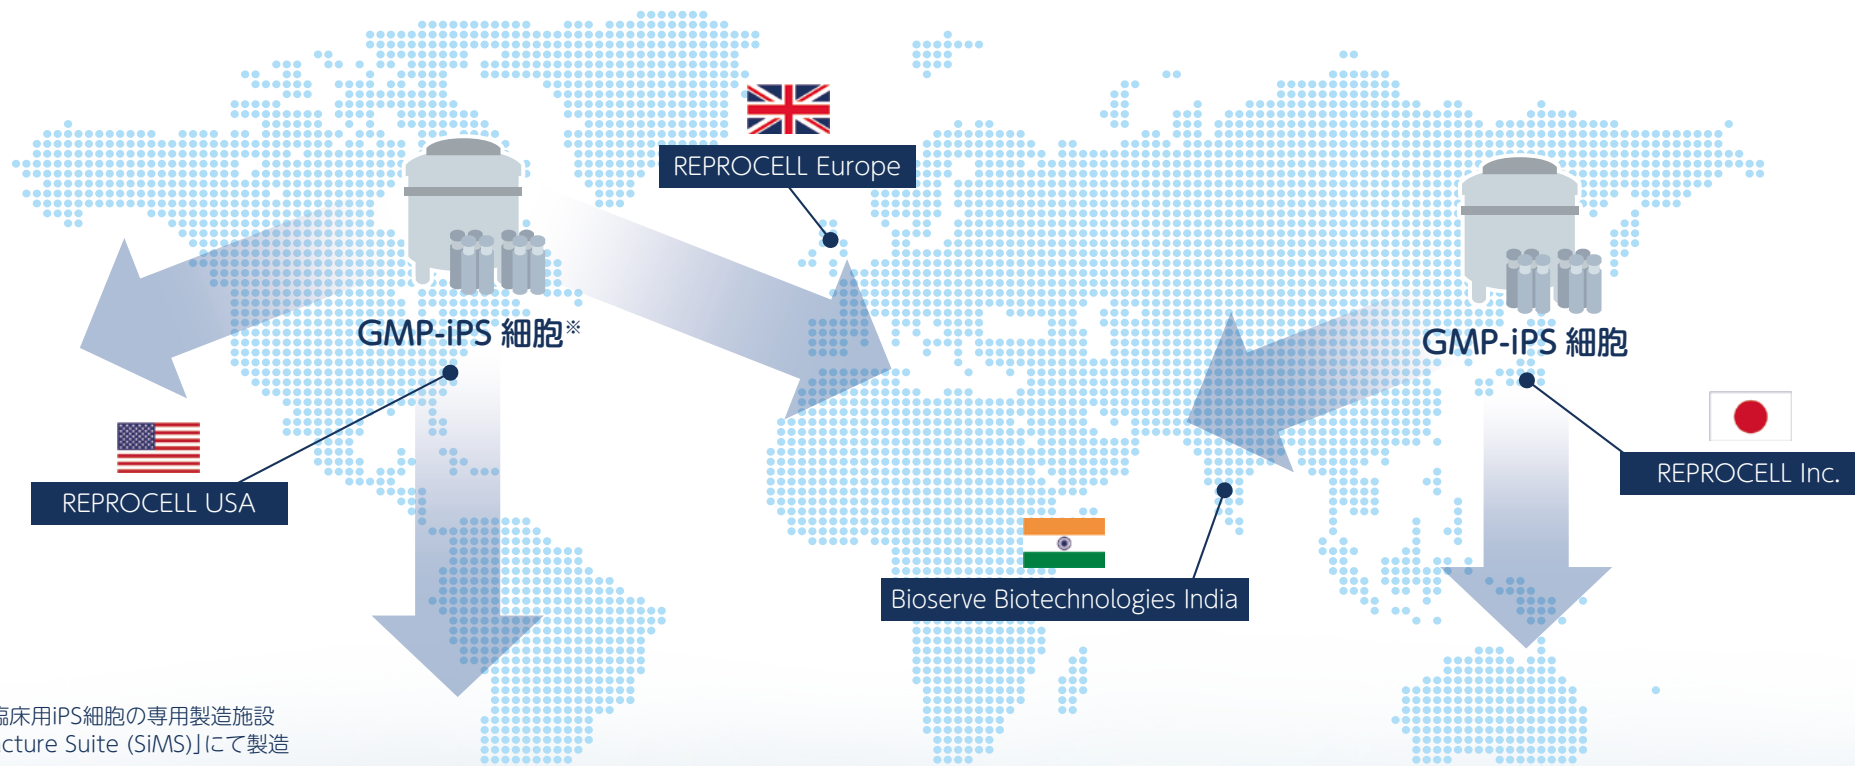 REPROCELL Europe
GMP-iPS 細胞※
GMP-iPS 細胞
REPROCELL USA
REPROCELL Inc.
Bioserve Biotechnologies India
臨床用iPS細胞の専用製造施設
cture Suite (SiMS)」にて製造